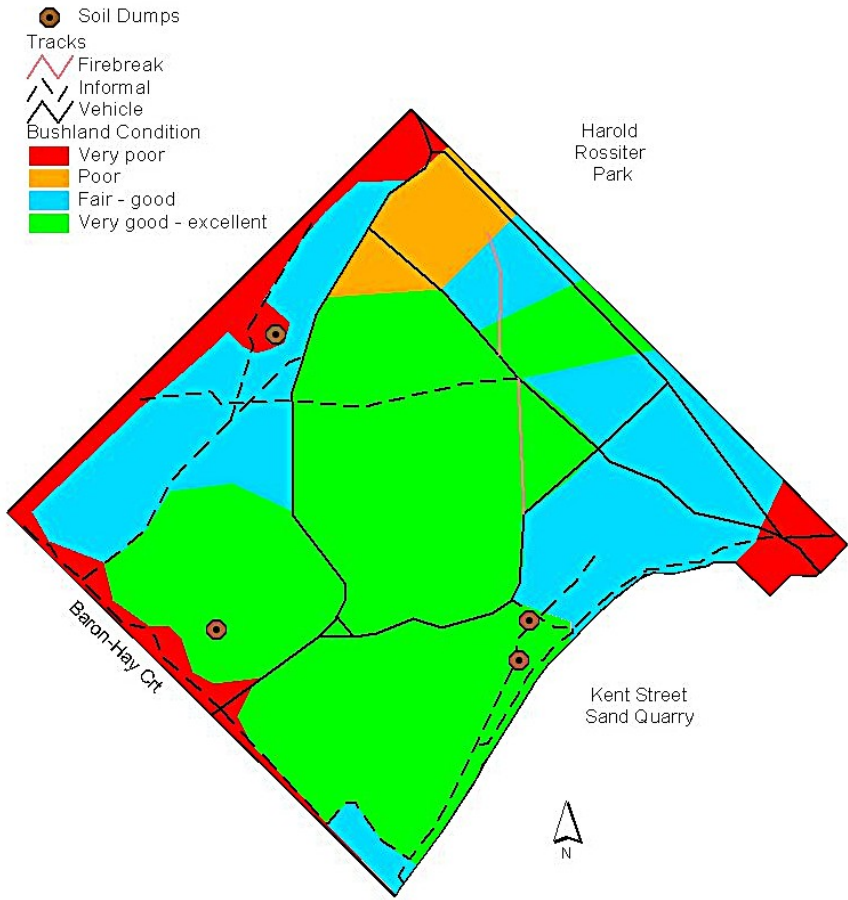 Soil Dumps
Tracks
Firebreak
Informal
Vehicle
Bushland Condition
Very poor
Poor
Fair - good
Very good - excellent
Harold
Rossiter
Park
Baron-Hay Crt
Kent Street
Sand Quarry
N